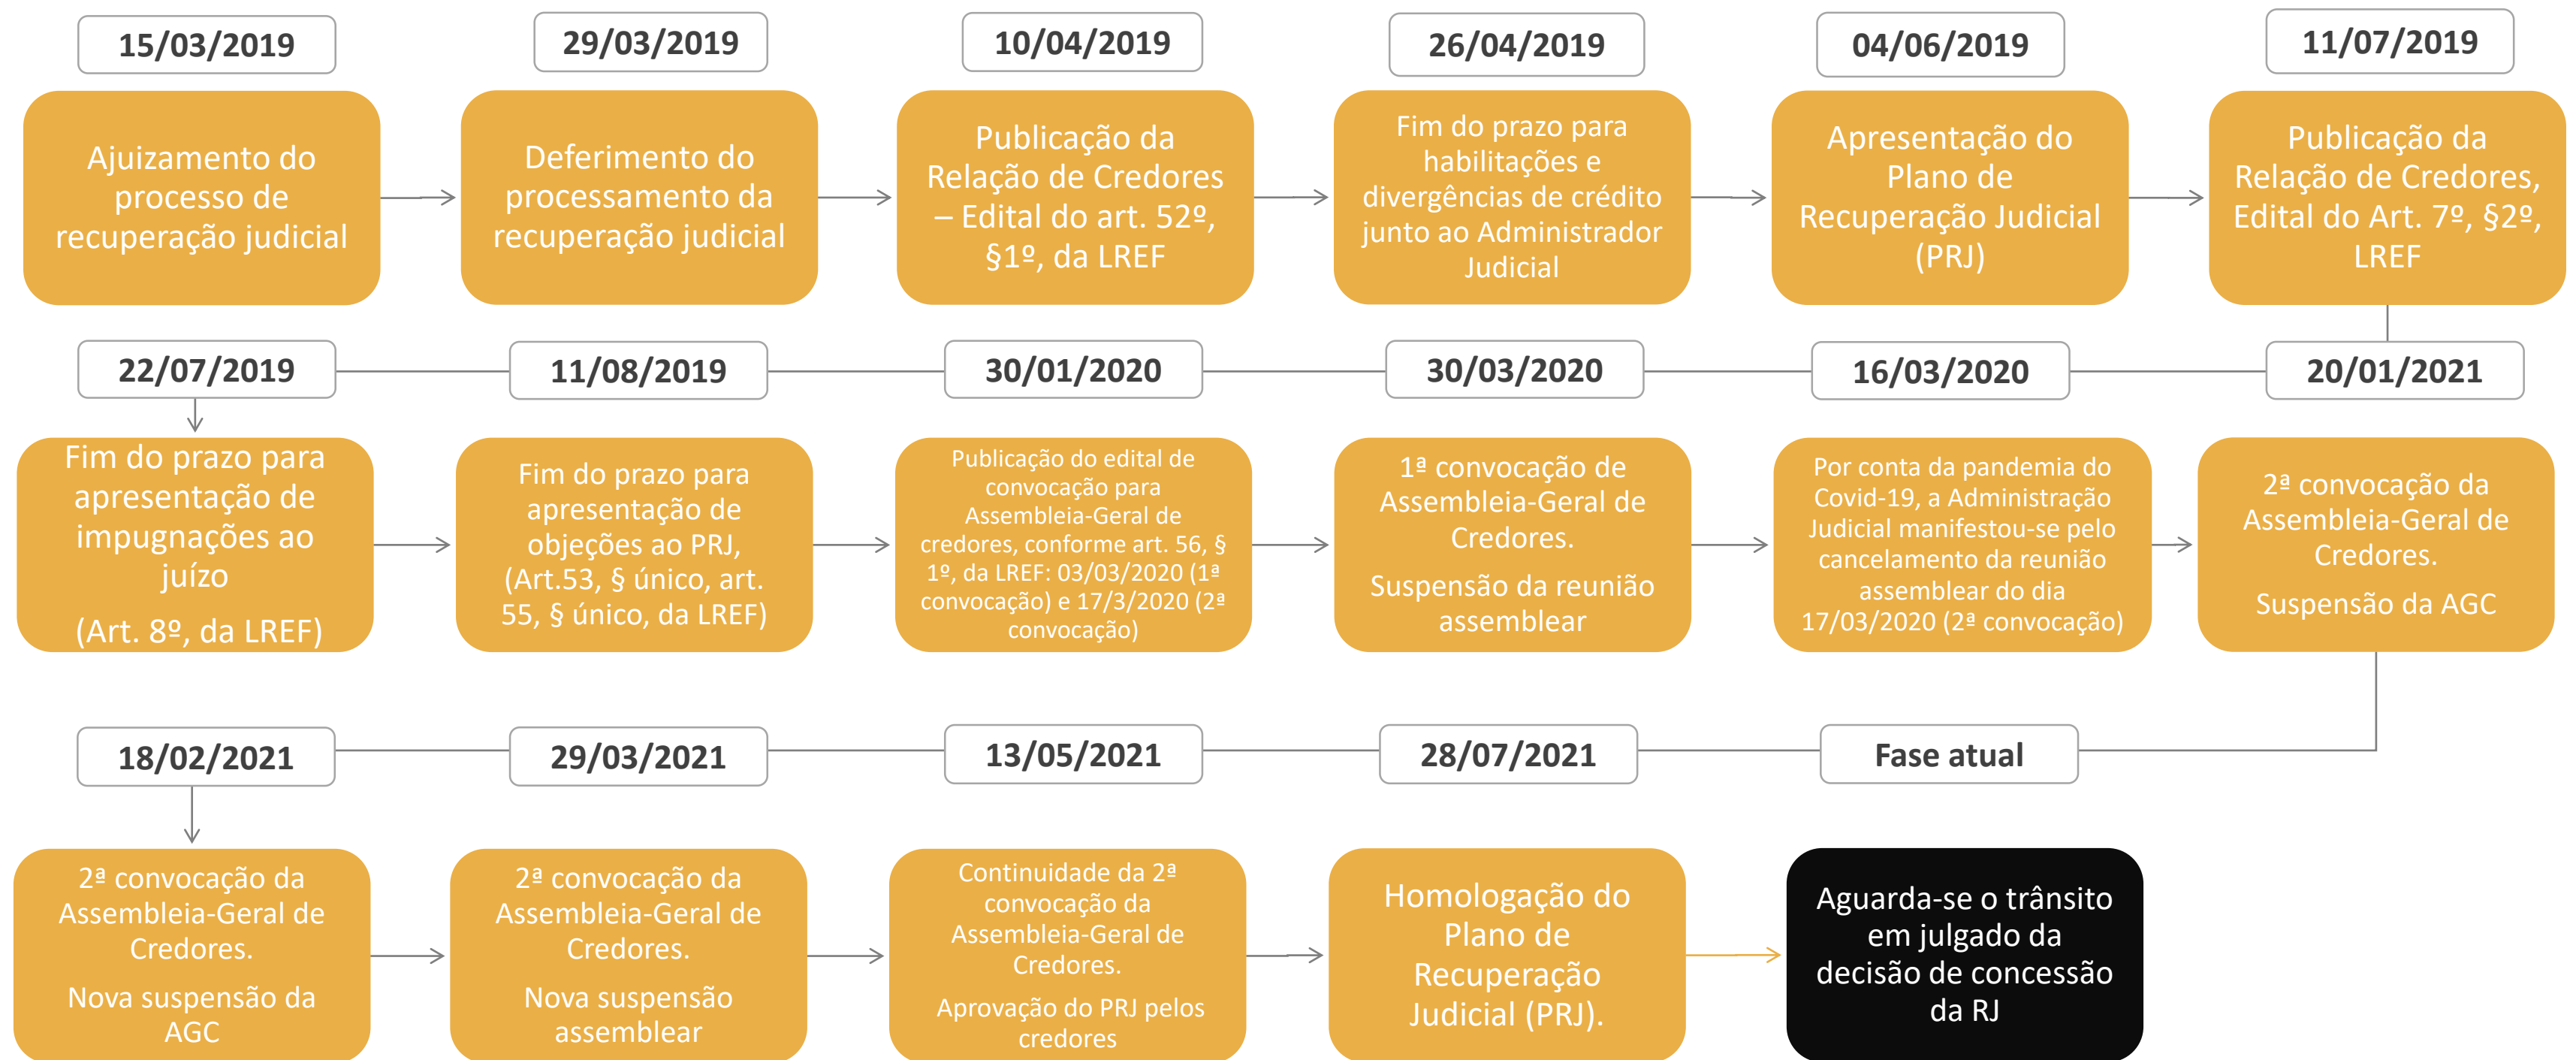 15/03/2019
Ajuizamento do
processo de
recuperação judicial
29/03/2019
Deferimento do
processamento da
recuperação judicial
10/04/2019
Publicação da
Relação de Credores
– Edital do art. 52º,
§1º, da LREF
26/04/2019
Fim do prazo para
habilitações e
divergências de crédito
junto ao Administrador
Judicial
04/06/2019
Apresentação do
Plano de
Recuperação Judicial
(PRJ)
11/07/2019
Publicação da
Relação de Credores,
Edital do Art. 7º, §2º,
LREF
22/07/2019
Fim do prazo para
apresentação de
impugnações ao
juízo
(Art. 8º, da LREF)
11/08/2019
Fim do prazo para
apresentação de
objeções ao PRJ,
(Art.53, § único, art.
55, § único, da LREF)
30/01/2020
Publicação do edital de
convocação para
Assembleia-Geral de
credores, conforme art. 56, §
1º, da LREF: 03/03/2020 (1ª
convocação) e 17/3/2020 (2ª
convocação)
30/03/2020
1ª convocação de
Assembleia-Geral de
Credores.
Suspensão da reunião
assemblear
16/03/2020
Por conta da pandemia do
Covid-19, a Administração
Judicial manifestou-se pelo
cancelamento da reunião
assemblear do dia
17/03/2020 (2ª convocação)
20/01/2021
2ª convocação da
Assembleia-Geral de
Credores.
Suspensão da AGC
18/02/2021
2ª convocação da
Assembleia-Geral de
Credores.
Nova suspensão da
AGC
29/03/2021
2ª convocação da
Assembleia-Geral de
Credores.
Nova suspensão
assemblear
13/05/2021
Continuidade da 2ª
convocação da
Assembleia-Geral de
Credores.
Aprovação do PRJ pelos
credores
28/07/2021
Homologação do
Plano de
Recuperação
Judicial (PRJ).
Fase atual
Aguarda-se o trânsito
em julgado da
decisão de concessão
da RJ